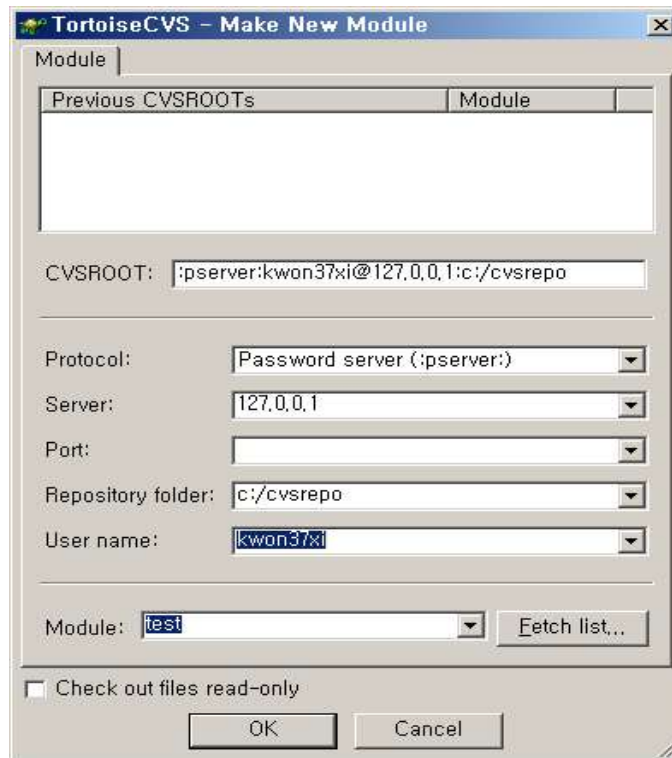 TortoiseCVS - Make New Module
Module
Previous CVSROOTs Module
CVSROOT: :pserver:kwon37xi@127.0.0.1:c:/cvsrepo
Protocol: Password server (:pserver:)
Server: 127.0.0.1
Port:
Repository folder: c:/cvsrepo
User name: kwon37xi
Module: test Fetch list...
Check out files read-only
OK Cancel